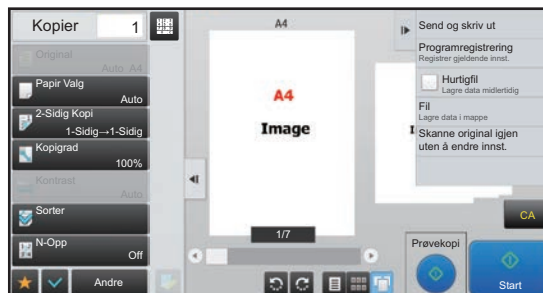 Kopier 1
Original
Auto A4
Papir Valg
Auto
2-Sidig Kopi
1-Sidig→1-Sidig
Kopigrad
100%
Kontrast
Auto
Sorter
N-Opp
Off
Andre
A4
A4
Image
I
1/7
Send og skriv ut
Programregistrering
Registrer gjeldende innst.
Hurtigfil
Lagre data midlertidig
Fil
Lagre data i mappe
Skanne original igjen
uten å endre innst.
CA
Prøvekopi
Start